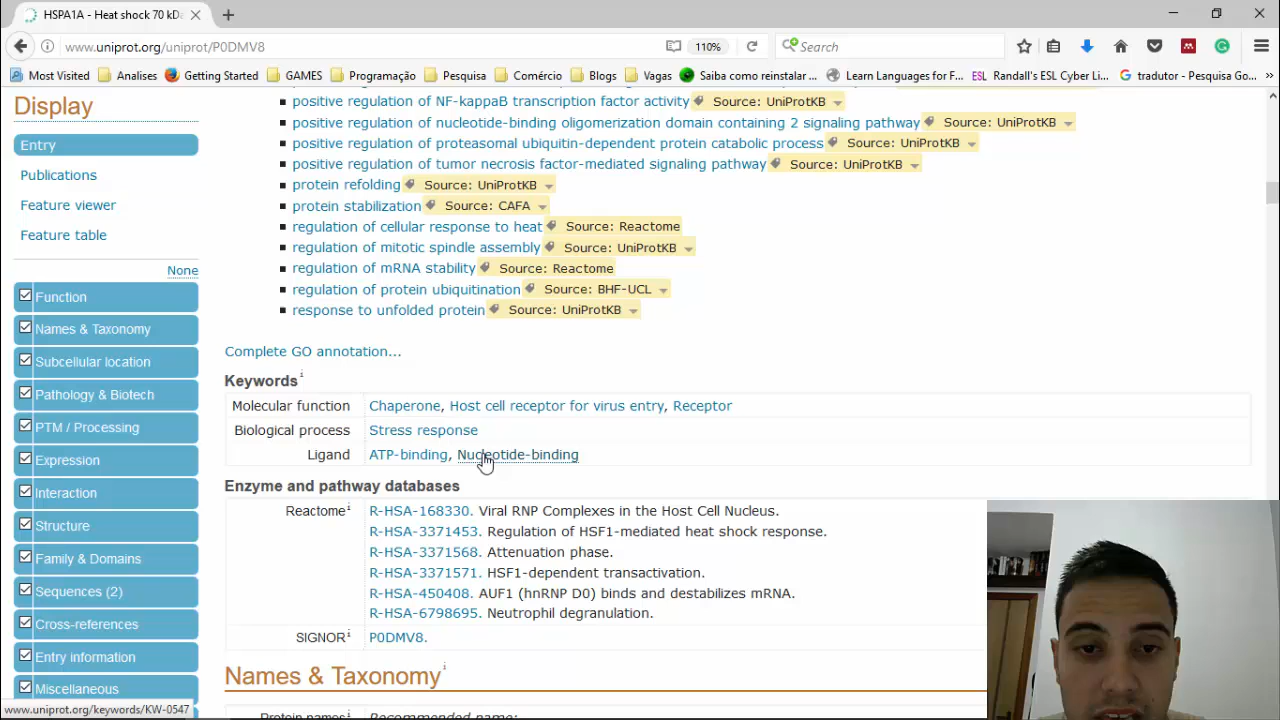 HSPA1A - Heat shock 70 kDa
www.uniprot.org/uniprot/P0DMV8
110%
Search
Most Visited Analises Getting Started GAMES Programação Pesquisa Comércio Blogs Vagas Saiba como reinstalar ... Learn Languages for F... ESL Randall's ESL Cyber Li... tradutor - Pesquisa Go...
Display
Entry
Publications
Feature viewer
Feature table
None
Function
Names & Taxonomy
Subcellular location
Pathology & Biotech
PTM / Processing
Expression
Interaction
Structure
Family & Domains
Sequences (2)
Cross-references
Entry information
Miscellaneous
www.uniprot.org/keywords/KW-0547
positive regulation of NF-kappaB transcription factor activity Source: UniProtKB
positive regulation of nucleotide-binding oligomerization domain containing 2 signaling pathway Source: UniProtKB
positive regulation of proteasomal ubiquitin-dependent protein catabolic process Source: UniProtKB
positive regulation of tumor necrosis factor-mediated signaling pathway Source: UniProtKB
protein refolding Source: UniProtKB
protein stabilization Source: CAFA
regulation of cellular response to heat Source: Reactome
regulation of mitotic spindle assembly Source: UniProtKB
regulation of mRNA stability Source: Reactome
regulation of protein ubiquitination Source: BHF-UCL
response to unfolded protein Source: UniProtKB
Complete GO annotation...
Keywords i
Molecular function Chaperone, Host cell receptor for virus entry, Receptor
Biological process Stress response
Ligand ATP-binding, Nucleotide-binding
Enzyme and pathway databases
Reactome i R-HSA-168330. Viral RNP Complexes in the Host Cell Nucleus.
R-HSA-3371453. Regulation of HSF1-mediated heat shock response.
R-HSA-3371568. Attenuation phase.
R-HSA-3371571. HSF1-dependent transactivation.
R-HSA-450408. AUF1 (hnRNP D0) binds and destabilizes mRNA.
R-HSA-6798695. Neutrophil degranulation.
SIGNOR i P0DMV8.
Names & Taxonomy i
Protein names i Recommended name: